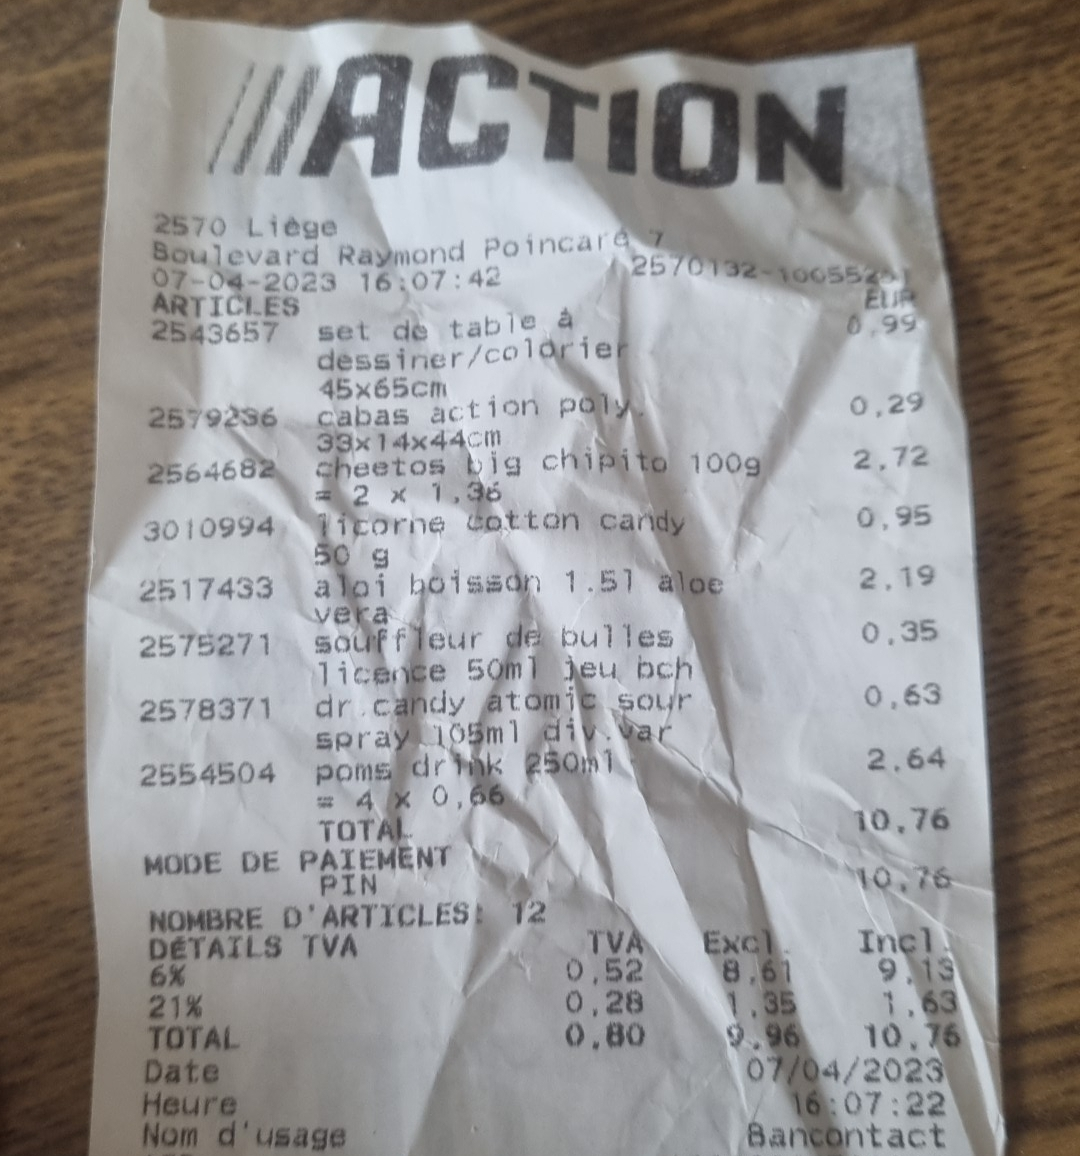 ACTION
2570 Liège
Boulevard Raymond Poincaré 7
07-04-2023 16:07:42 2570132-1005526
ARTICLES EUR
2543657 set de table à 0,99
dessiner/colorier
45x65cm
2579236 cabas action poly. 0,29
33x14x44cm
2564682 cheetos big chipito 100g 2,72
= 2 x 1,36
3010994 licorne cotton candy 0,95
50 g
2517433 aloi boisson 1.5l aloe 2,19
vera
2575271 souffleur de bulles 0,35
licence 50ml jeu bch
2578371 dr.candy atomic sour 0,63
spray 105ml div.var
2554504 poms drink 250ml 2,64
= 4 x 0,66
TOTAL 10,76
MODE DE PAIEMENT
PIN 10,76
NOMBRE D'ARTICLES: 12
DÉTAILS TVA TVA Excl. Incl.
6% 0,52 8,61 9,13
21% 0,28 1,35 1,63
TOTAL 0,80 9,96 10,76
Date 07/04/2023
Heure 16:07:22
Nom d'usage Bancontact